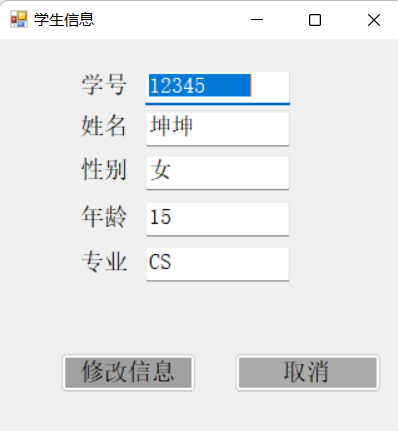 学生信息
学号 12345
姓名 坤坤
性别 女
年龄 15
专业 CS
修改信息 取消